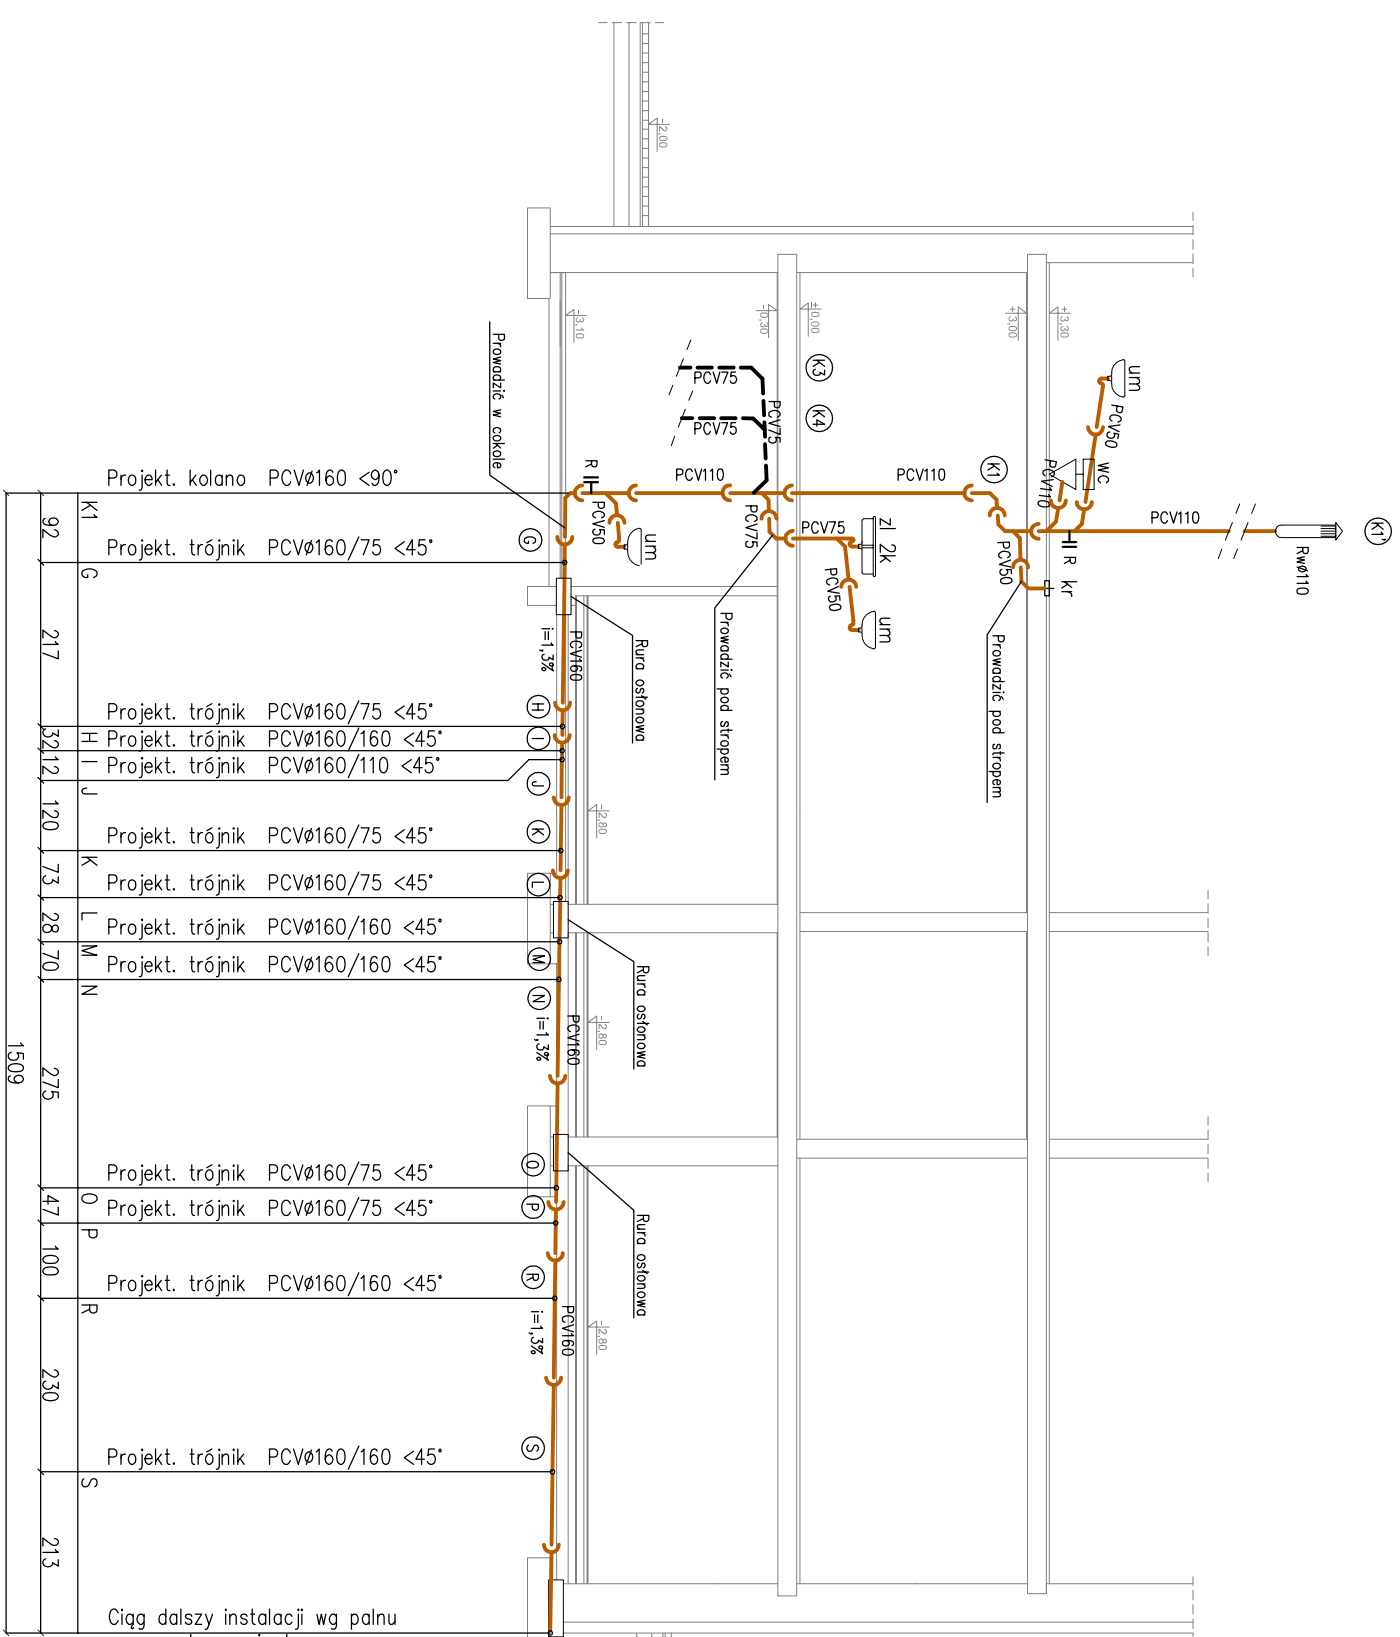 K1'
Rwø110
PCV110
um
PCV50
wc
PCV110
R
kr
PCV50
Prowadzić pod stropem
+3,30
+3,00
K1
PCV110
±0,00
-0,30
K3
K4
PCV75
PCV75
PCV75
PCV110
zl 2k
PCV75
PCV75
PCV50
um
Prowadzić pod stropem
-2,00
-3,10
R
PCV50
um
Prowadzić w cokole
Rura osłonowa
Rura osłonowa
Rura osłonowa
-2,80
-2,80
-2,80
PCV160
i=1,3%
PCV160
i=1,3%
PCV160
i=1,3%
G
H
I
J
K
L
M
N
O
P
R
S
Projekt. kolano PCVø160 <90°
Projekt. trójnik PCVø160/75 <45°
Projekt. trójnik PCVø160/75 <45°
Projekt. trójnik PCVø160/160 <45°
Projekt. trójnik PCVø160/110 <45°
Projekt. trójnik PCVø160/75 <45°
Projekt. trójnik PCVø160/75 <45°
Projekt. trójnik PCVø160/160 <45°
Projekt. trójnik PCVø160/160 <45°
Projekt. trójnik PCVø160/75 <45°
Projekt. trójnik PCVø160/75 <45°
Projekt. trójnik PCVø160/160 <45°
Projekt. trójnik PCVø160/160 <45°
Ciąg dalszy instalacji wg palnu
K1 G H I J K L M N O P R S
92 217 32,12 120 73 28 70 275 47 100 230 213
1509